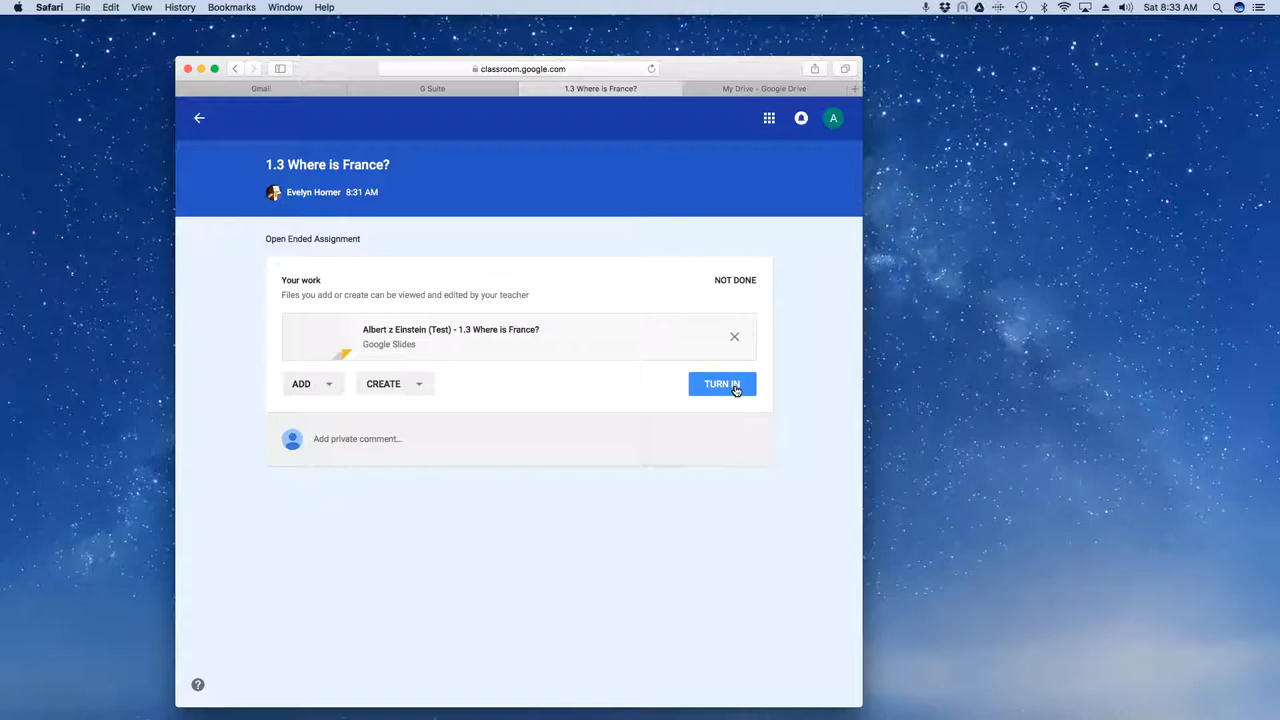 Safari File Edit View History Bookmarks Window Help Sat 8:33 AM
classroom.google.com
Gmail G Suite 1.3 Where is France? My Drive - Google Drive
A
1.3 Where is France?
Evelyn Horner 8:31 AM
Open Ended Assignment
Your work NOT DONE
Files you add or create can be viewed and edited by your teacher
Albert z Einstein (Test) - 1.3 Where is France?
Google Slides
ADD CREATE TURN IN
Add private comment...